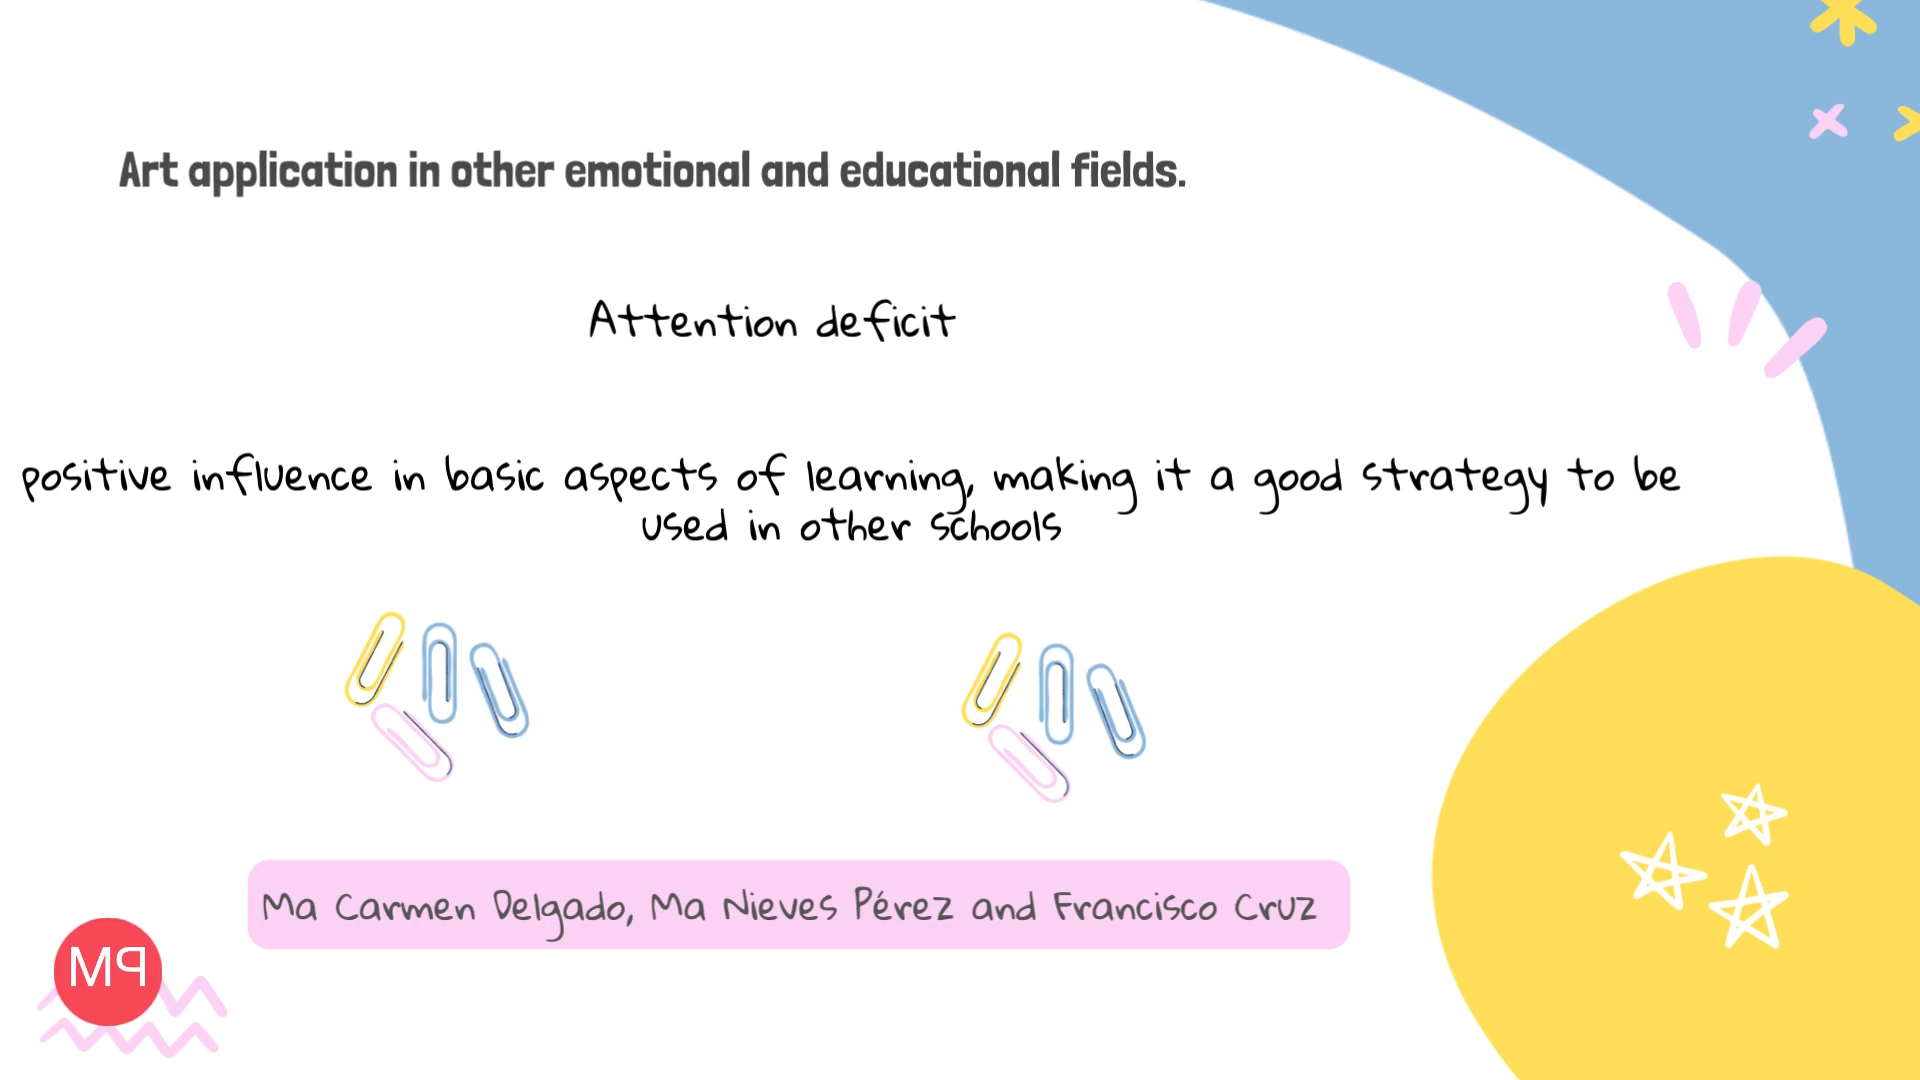 Art application in other emotional and educational fields.
Attention deficit
positive influence in basic aspects of learning, making it a good strategy to be
used in other schools
Ma Carmen Delgado, Ma Nieves Pérez and Francisco Cruz
MP